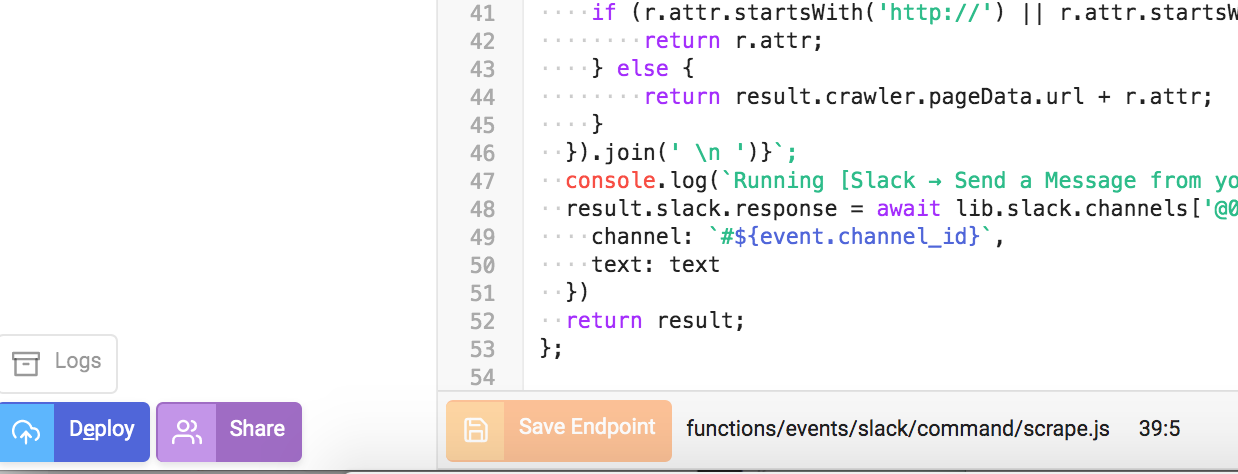 41 ····if (r.attr.startsWith('http://') || r.attr.startsW
42 ········return r.attr;
43 ····} else {
44 ········return result.crawler.pageData.url + r.attr;
45 ····}
46 ··}).join(' \n ')}`;
47 ··console.log(`Running [Slack → Send a Message from yo
48 ··result.slack.response = await lib.slack.channels['@0
49 ····channel: `#${event.channel_id}`,
50 ····text: text
51 ··})
52 ··return result;
53 };
54
Logs
Deploy Share
Save Endpoint functions/events/slack/command/scrape.js 39:5